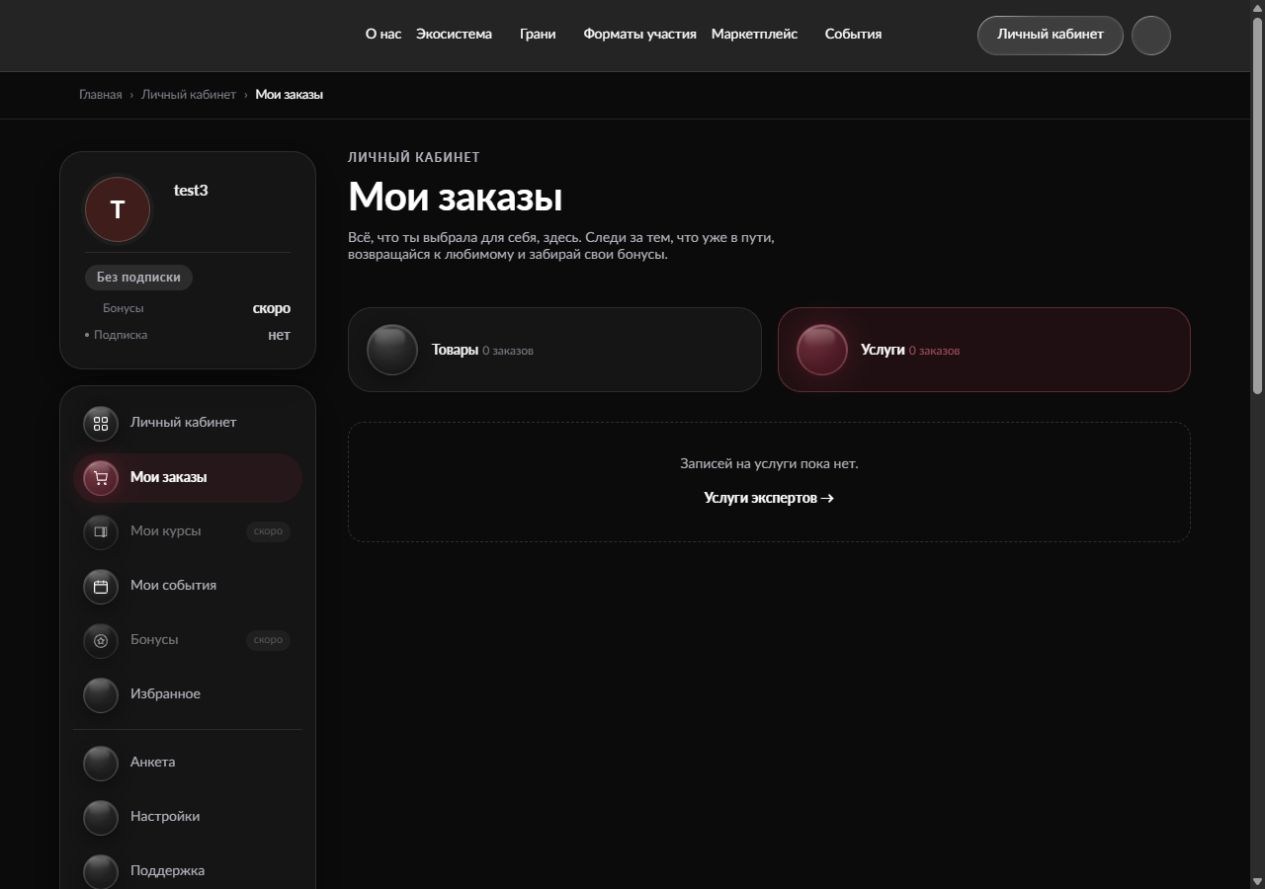 О нас Экосистема Грани Форматы участия Маркетплейс События Личный кабинет
Главная › Личный кабинет › Мои заказы
T
test3
Без подписки
Бонусы скоро
• Подписка нет
Личный кабинет
Мои заказы
Мои курсы скоро
Мои события
Бонусы скоро
Избранное
Анкета
Настройки
Поддержка
ЛИЧНЫЙ КАБИНЕТ
Мои заказы
Всё, что ты выбрала для себя, здесь. Следи за тем, что уже в пути,
возвращайся к любимому и забирай свои бонусы.
Товары 0 заказов
Услуги 0 заказов
Записей на услуги пока нет.
Услуги экспертов →